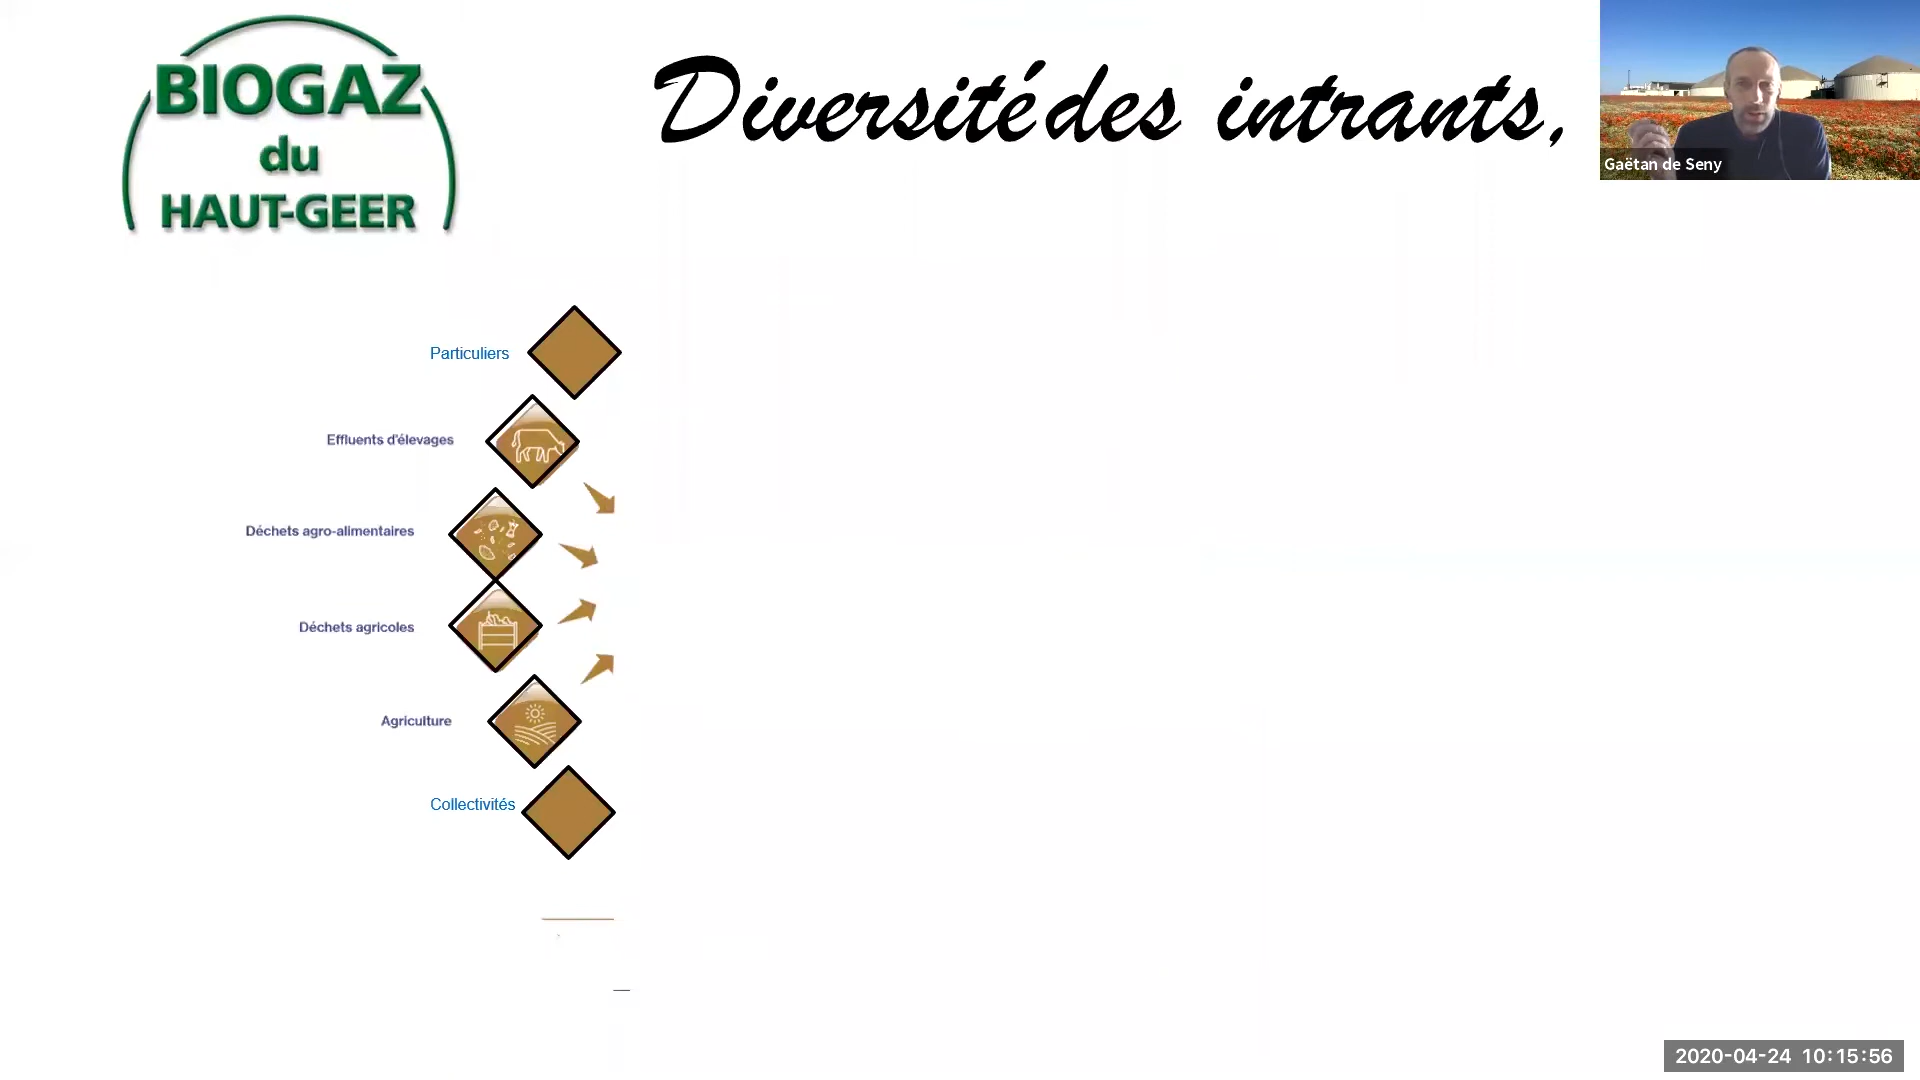 BIOGAZ
du
HAUT-GEER
Diversité des intrants,
Gaëtan de Seny
Particuliers
Effluents d'élevages
Déchets agro-alimentaires
Déchets agricoles
Agriculture
Collectivités
2020-04-24 10:15:56